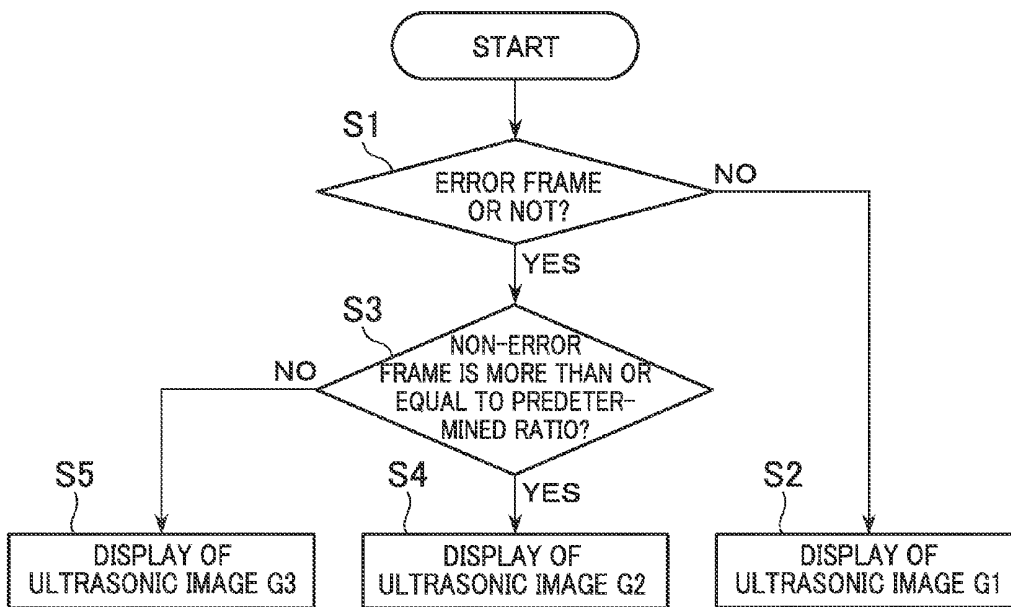 START
S1
ERROR FRAME
OR NOT?
NO
YES
S3
NON-ERROR
FRAME IS MORE THAN OR
EQUAL TO PREDETER-
MINED RATIO?
NO
YES
S5
DISPLAY OF
ULTRASONIC IMAGE G3
S4
DISPLAY OF
ULTRASONIC IMAGE G2
S2
DISPLAY OF
ULTRASONIC IMAGE G1